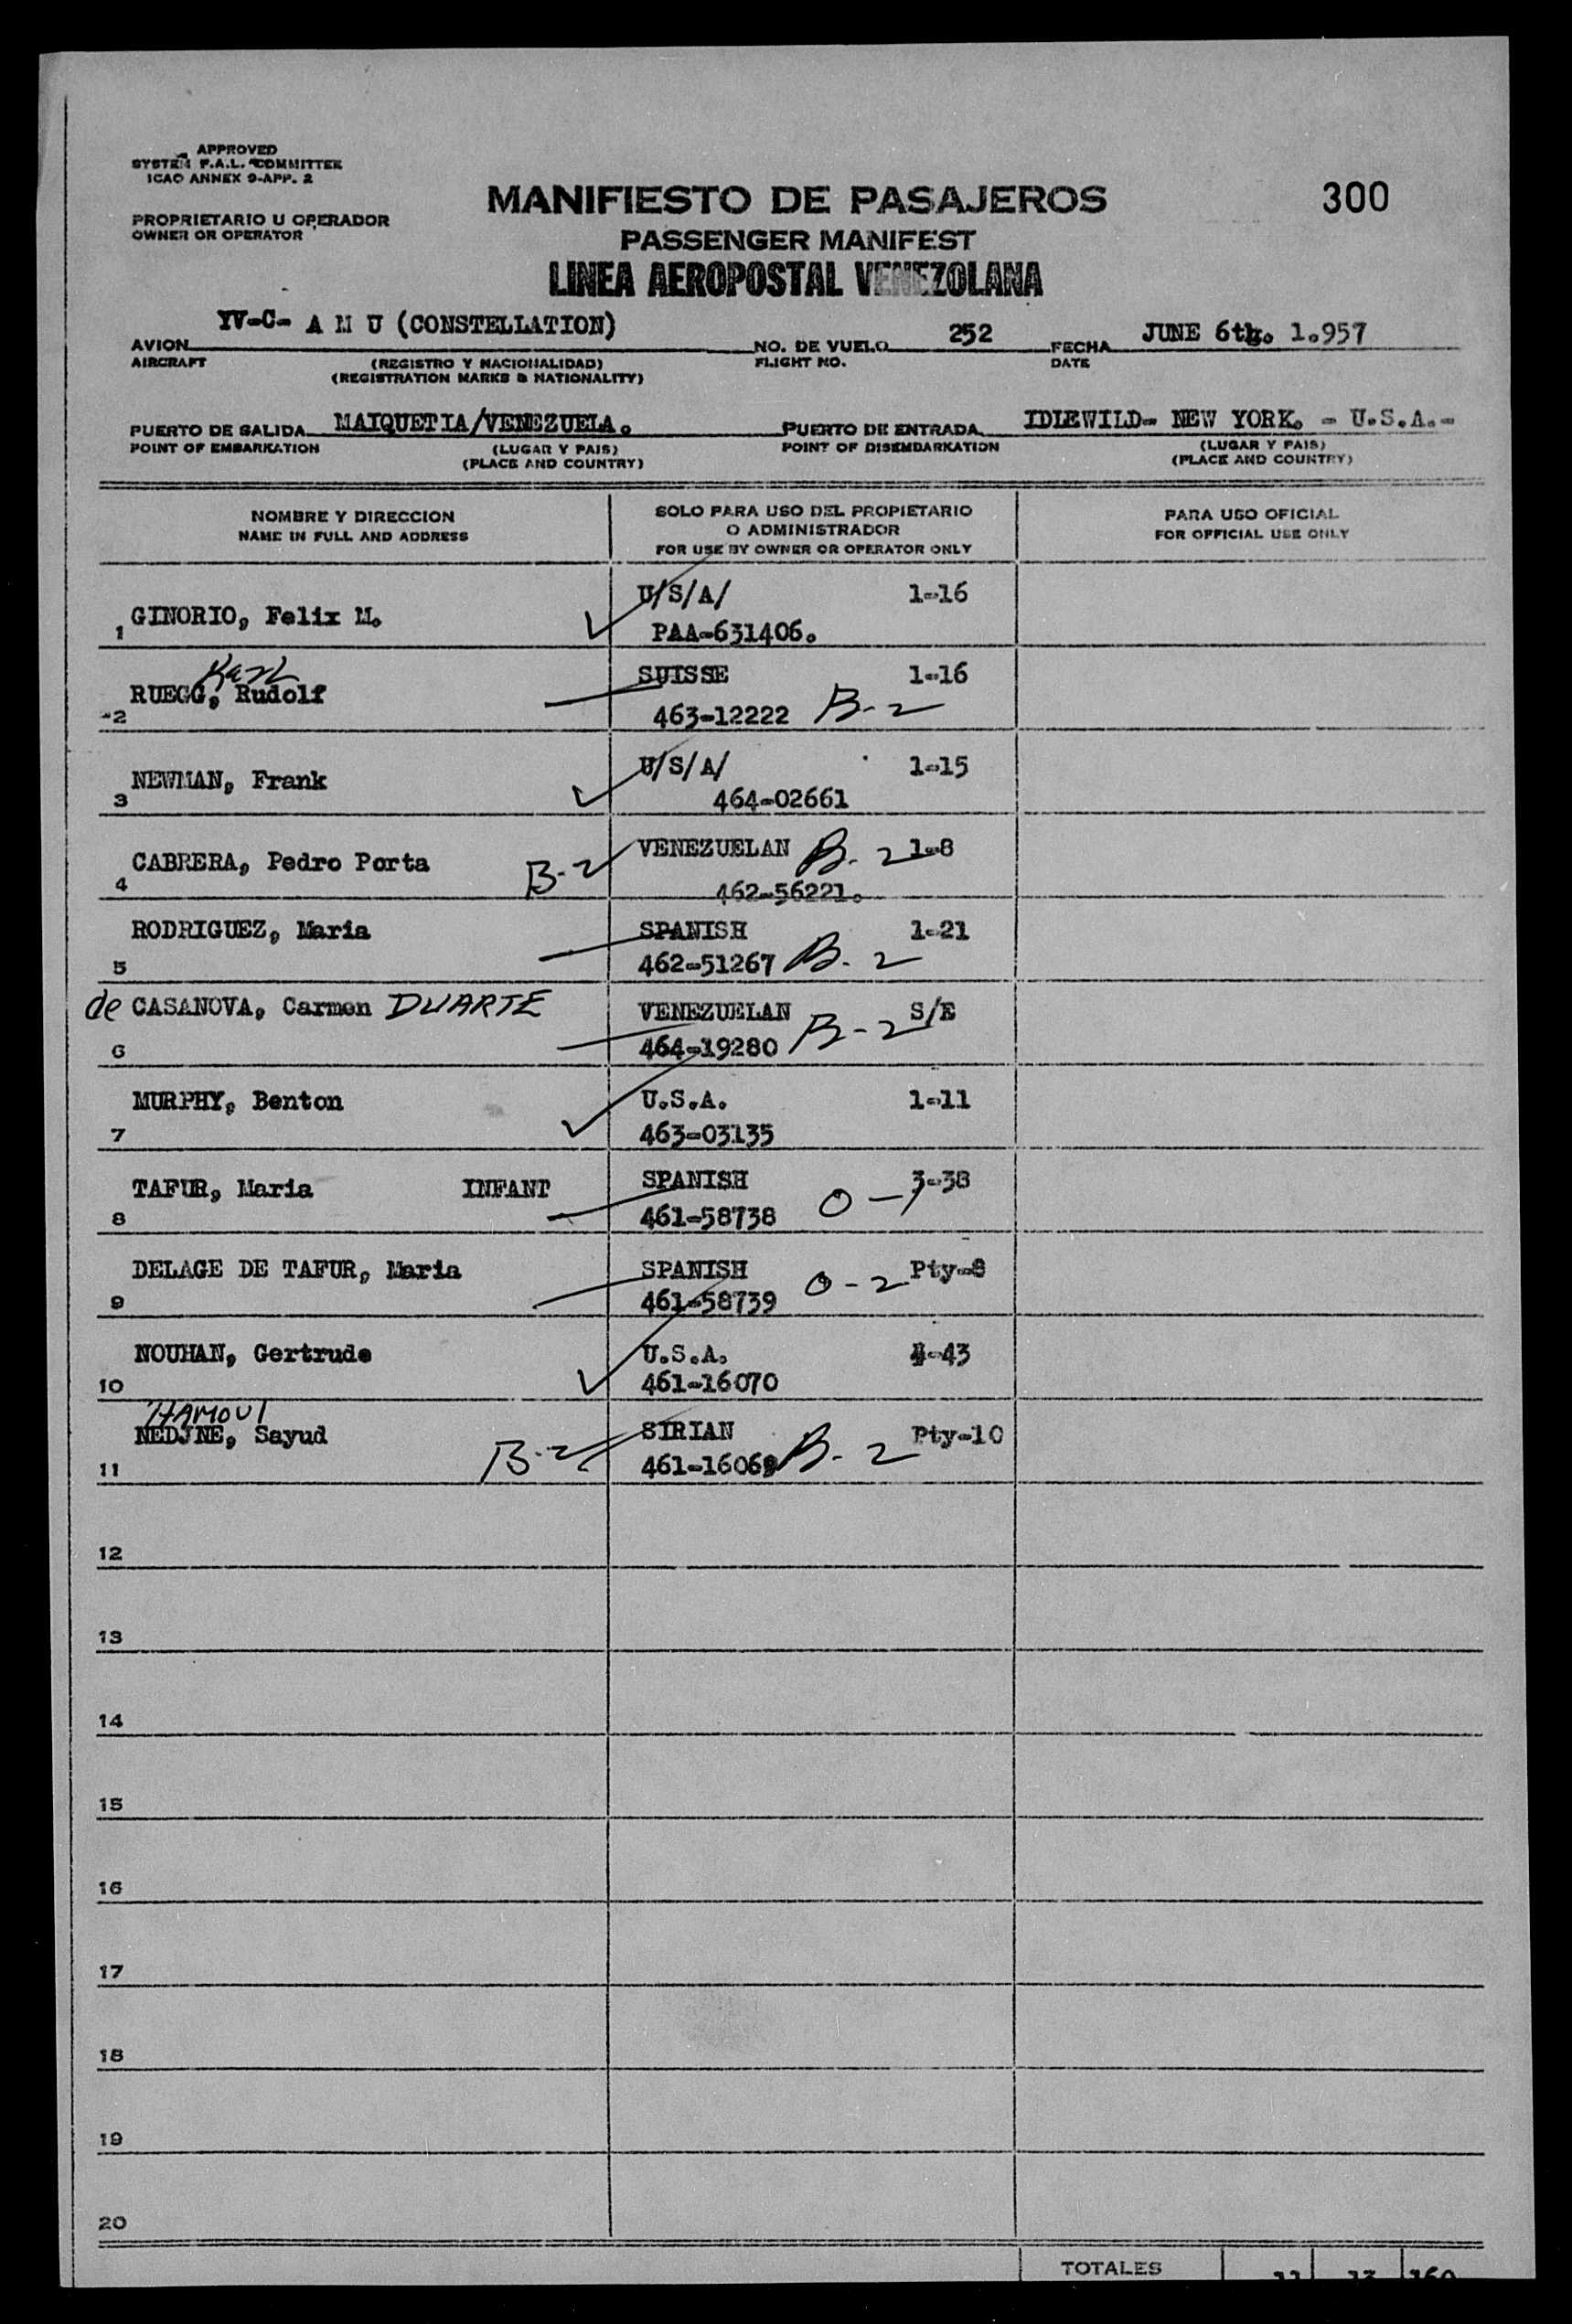 APPROVED
SYSTEM F.A.L. COMMITTEE
ICAO ANNEX 9-APP. 2
MANIFIESTO DE PASAJEROS
300
PROPRIETARIO U OPERADOR
OWNER OR OPERATOR
PASSENGER MANIFEST
LINEA AEROPOSTAL VENEZOLANA
AVION YV-C- A M U (CONSTELLATION) NO. DE VUELO 252 FECHA JUNE 6th. 1.957
AIRCRAFT (REGISTRO Y NACIONALIDAD) FLIGHT NO. DATE
(REGISTRATION MARKS & NATIONALITY)
PUERTO DE SALIDA MAIQUETIA/VENEZUELA. PUERTO DE ENTRADA IDLEWILD- NEW YORK. - U.S.A.-
POINT OF EMBARKATION (LUGAR Y PAIS) POINT OF DISEMBARKATION (LUGAR Y PAIS)
(PLACE AND COUNTRY) (PLACE AND COUNTRY)
NOMBRE Y DIRECCION
NAME IN FULL AND ADDRESS
SOLO PARA USO DEL PROPIETARIO
O ADMINISTRADOR
FOR USE BY OWNER OR OPERATOR ONLY
PARA USO OFICIAL
FOR OFFICIAL USE ONLY
U/S/A/ 1-16
1 GINORIO, Felix M. ✓ PAA-631406.
Karl
SUISSE 1-16
2 RUEGG, Rudolf
463-12222 B-2
U/S/A/ 1-15
3 NEWMAN, Frank ✓
464-02661
VENEZUELAN B-2 1-8
4 CABRERA, Pedro Porta B-2
462-56221.
RODRIGUEZ, Maria SPANISH 1-21
5 462-51267 B-2
de CASANOVA, Carmen DUARTE VENEZUELAN S/E
6 464-19280 B-2
MURPHY, Benton U.S.A. 1-11
7 ✓ 463-03135
TAFUR, Maria INFANT SPANISH 3-38
8 461-58738 O-1
DELAGE DE TAFUR, Maria SPANISH Pty-8
9 461-58739 O-2
NOUHAN, Gertrude U.S.A. 4-43
10 ✓ 461-16070
HAMOUI
NEDJNE, Sayud SIRIAN Pty-10
11 B-2 461-16069 B-2
12
13
14
15
16
17
18
19
20
TOTALES